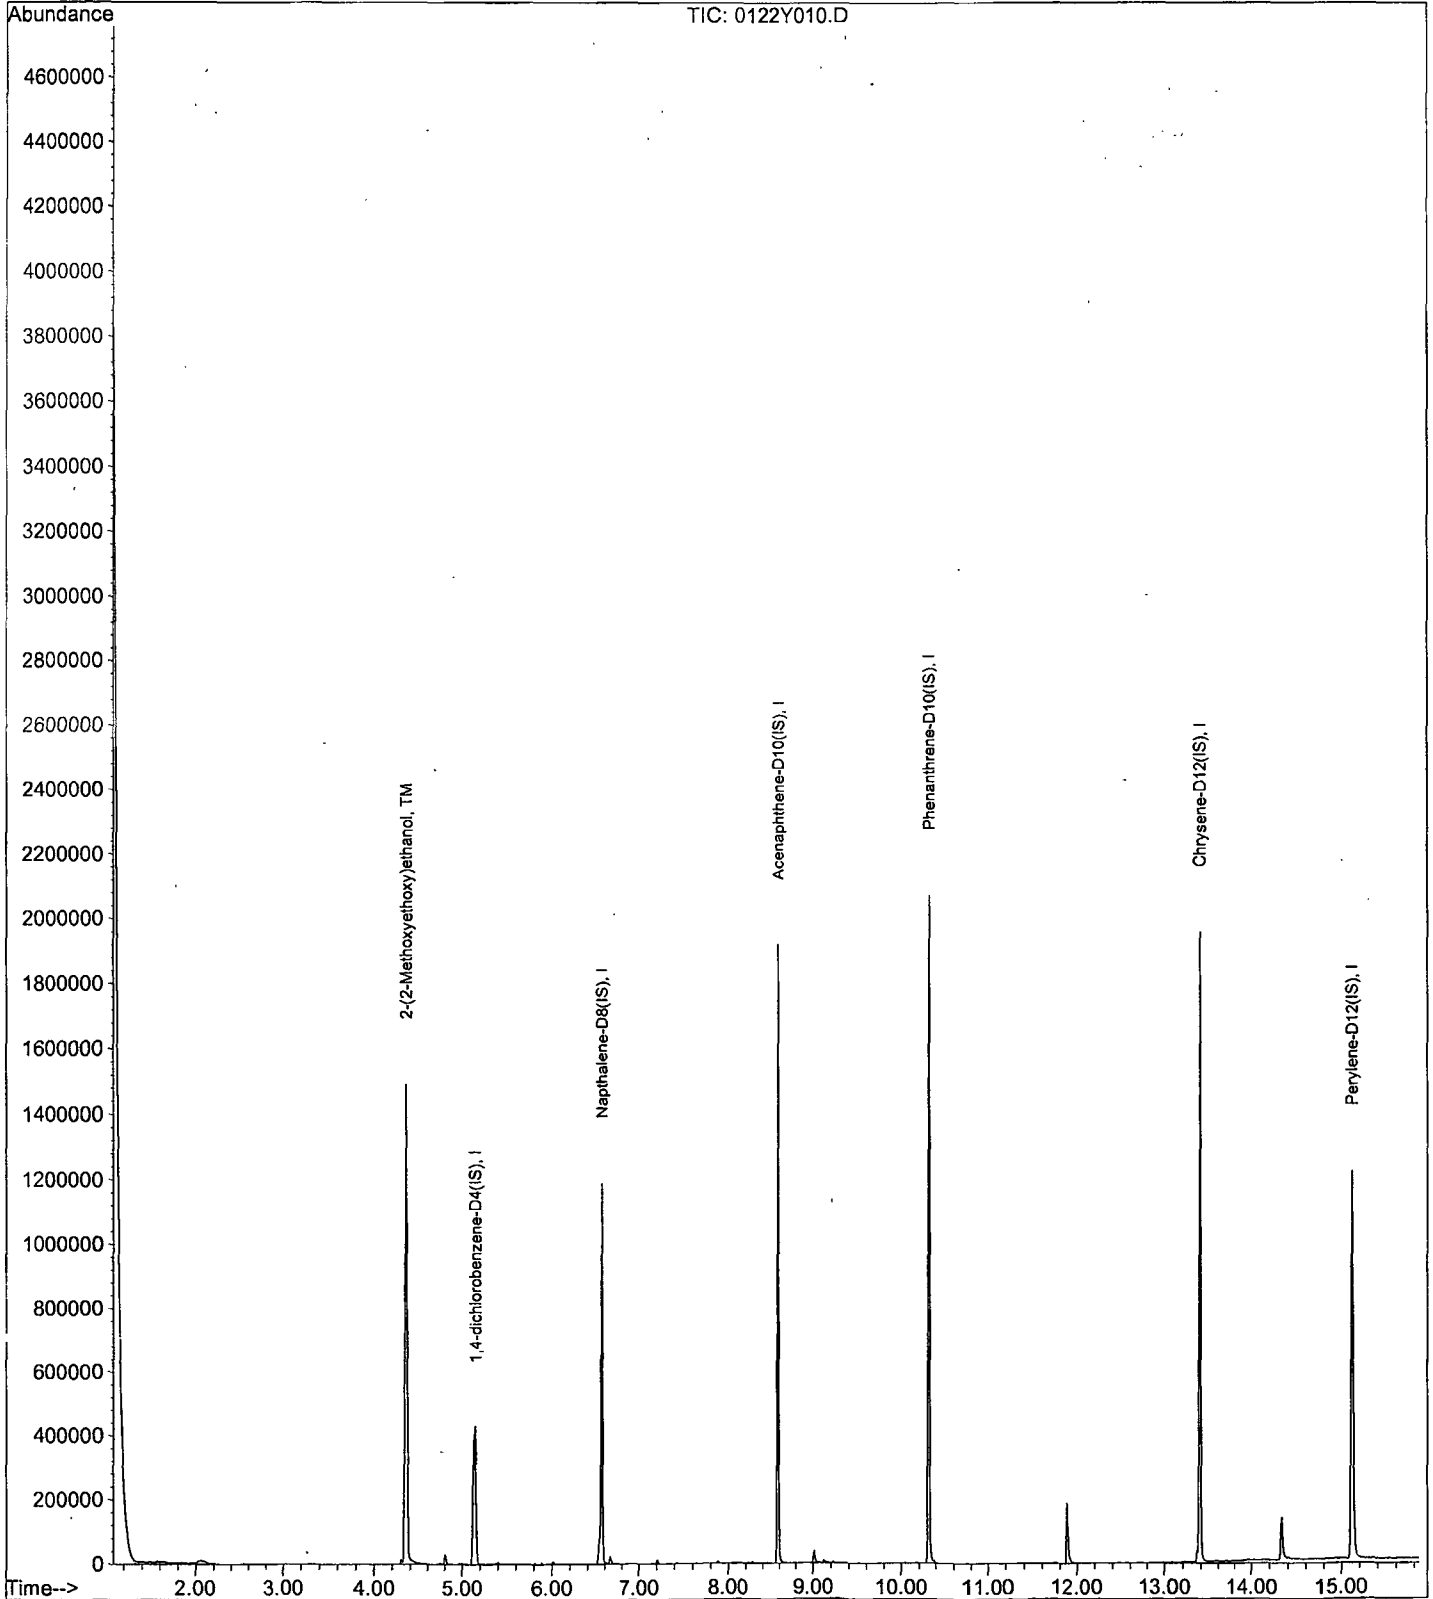 Abundance
TIC: 0122Y010.D
4600000
4400000
4200000
4000000
3800000
3600000
3400000
3200000
3000000
2800000
2600000
2400000
2200000
2000000
1800000
1600000
1400000
1200000
1000000
800000
600000
400000
200000
0
2-(2-Methoxyethoxy)ethanol, TM
1,4-dichlorobenzene-D4(IS), I
Napthalene-D8(IS), I
Acenaphthene-D10(IS), I
Phenanthrene-D10(IS), I
Chrysene-D12(IS), I
Perylene-D12(IS), I
Time-->
2.00 3.00 4.00 5.00 6.00 7.00 8.00 9.00 10.00 11.00 12.00 13.00 14.00 15.00